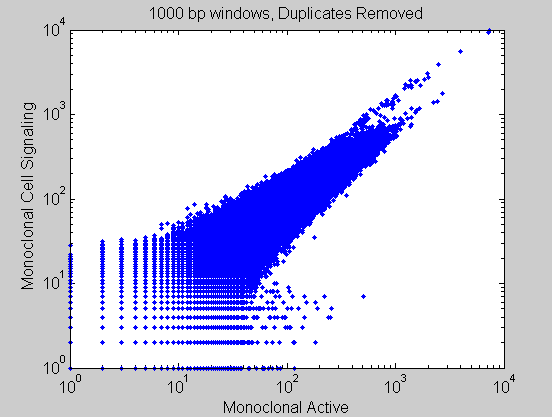 1000 bp windows, Duplicates Removed
10^4
10^3
10^2
10^1
10^0
Monoclonal Cell Signaling
10^0 10^1 10^2 10^3 10^4
Monoclonal Active